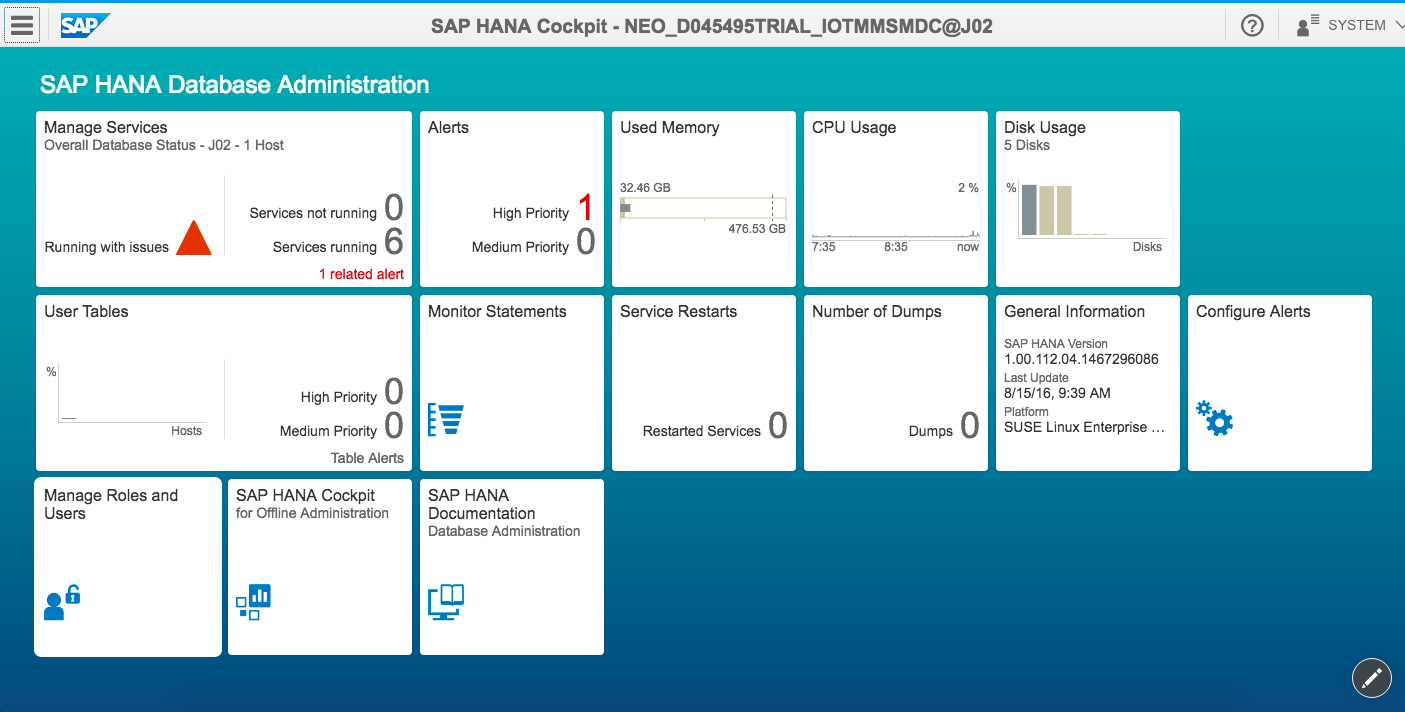 SAP
SAP HANA Cockpit - NEO_D045495TRIAL_IOTMMSMDC@J02
SYSTEM
SAP HANA Database Administration
Manage Services
Overall Database Status - J02 - 1 Host
Running with issues
Services not running 0
Services running 6
1 related alert
Alerts
High Priority 1
Medium Priority 0
Used Memory
32.46 GB
476.53 GB
CPU Usage
2 %
7:35 8:35 now
Disk Usage
5 Disks
%
Disks
User Tables
%
Hosts
High Priority 0
Medium Priority 0
Table Alerts
Monitor Statements
Service Restarts
Restarted Services 0
Number of Dumps
Dumps 0
General Information
SAP HANA Version
1.00.112.04.1467296086
Last Update
8/15/16, 9:39 AM
Platform
SUSE Linux Enterprise ...
Configure Alerts
Manage Roles and
Users
SAP HANA Cockpit
for Offline Administration
SAP HANA
Documentation
Database Administration